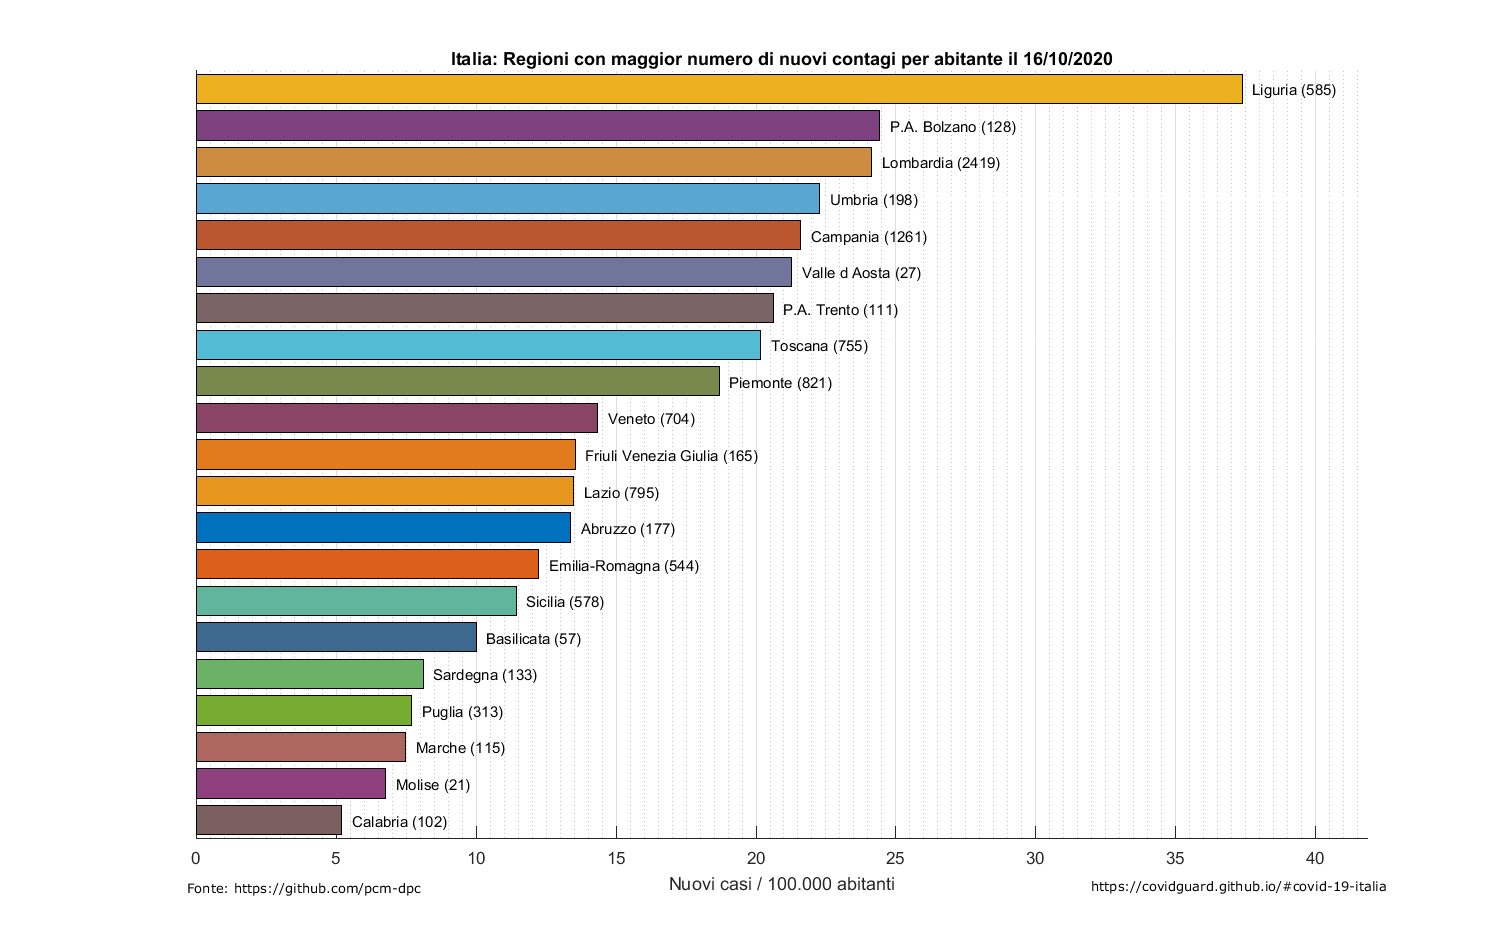 Italia: Regioni con maggior numero di nuovi contagi per abitante il 16/10/2020
Liguria (585)
P.A. Bolzano (128)
Lombardia (2419)
Umbria (198)
Campania (1261)
Valle d Aosta (27)
P.A. Trento (111)
Toscana (755)
Piemonte (821)
Veneto (704)
Friuli Venezia Giulia (165)
Lazio (795)
Abruzzo (177)
Emilia-Romagna (544)
Sicilia (578)
Basilicata (57)
Sardegna (133)
Puglia (313)
Marche (115)
Molise (21)
Calabria (102)
0 5 10 15 20 25 30 35 40
Nuovi casi / 100.000 abitanti
Fonte: https://github.com/pcm-dpc
https://covidguard.github.io/#covid-19-italia